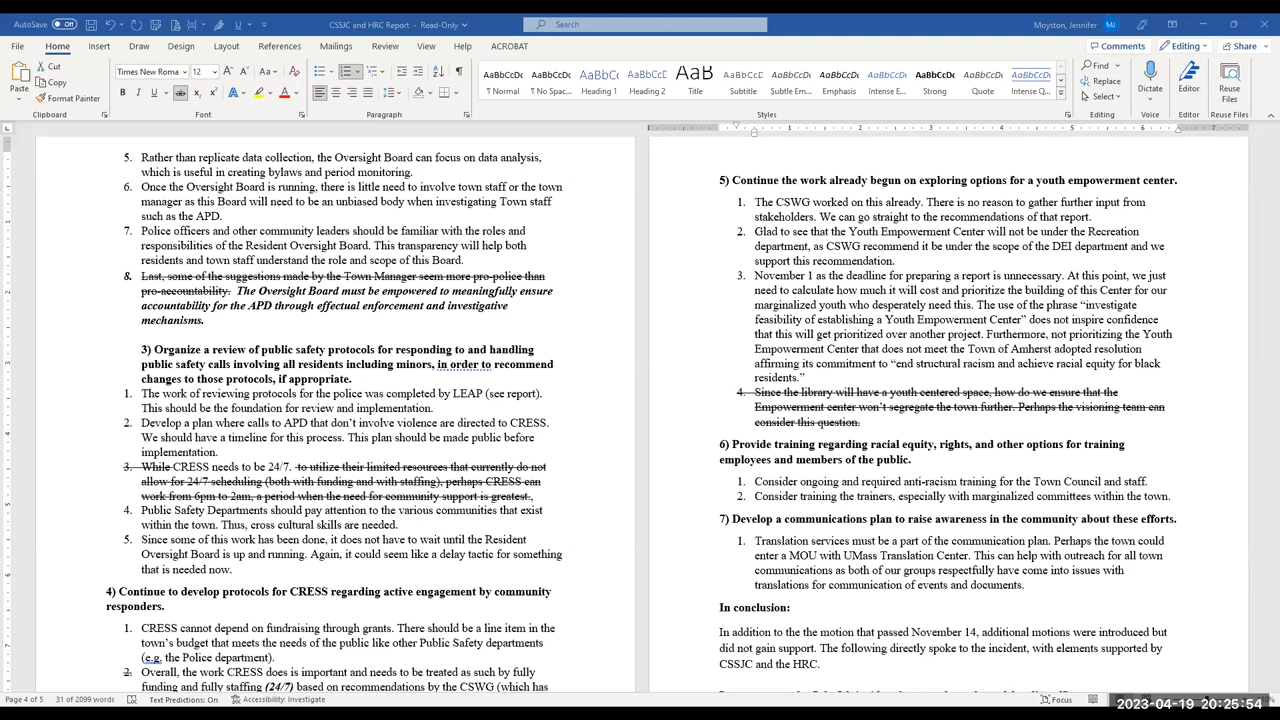 AutoSave Off
CSSJC and HRC Report - Read-Only
Search
Moyston, Jennifer MJ
File Home Insert Draw Design Layout References Mailings Review View Help ACROBAT
Comments Editing Share
Paste
Cut
Copy
Format Painter
Clipboard
Times New Roma 12
Font
Paragraph
AaBbCcDc AaBbCcDc AaBbCc AaBbCcC AaB AaBbCcC AaBbCcDc AaBbCcDc AaBbCcDc AaBbCcDc AaBbCcDc AaBbCcDc
¶ Normal ¶ No Spac... Heading 1 Heading 2 Title Subtitle Subtle Em... Emphasis Intense E... Strong Quote Intense Q...
Styles
Find
Replace
Select
Editing
Dictate
Voice
Editor
Editor
Reuse Files
Reuse Files
5. Rather than replicate data collection, the Oversight Board can focus on data analysis,
which is useful in creating bylaws and period monitoring.
6. Once the Oversight Board is running, there is little need to involve town staff or the town
manager as this Board will need to be an unbiased body when investigating Town staff
such as the APD.
7. Police officers and other community leaders should be familiar with the roles and
responsibilities of the Resident Oversight Board. This transparency will help both
residents and town staff understand the role and scope of this Board.
8. Last, some of the suggestions made by the Town Manager seem more pro-police than
pro-accountability. The Oversight Board must be empowered to meaningfully ensure
accountability for the APD through effectual enforcement and investigative
mechanisms.
3) Organize a review of public safety protocols for responding to and handling
public safety calls involving all residents including minors, in order to recommend
changes to those protocols, if appropriate.
1. The work of reviewing protocols for the police was completed by LEAP (see report).
This should be the foundation for review and implementation.
2. Develop a plan where calls to APD that don't involve violence are directed to CRESS.
We should have a timeline for this process. This plan should be made public before
implementation.
3. While CRESS needs to be 24/7. to utilize their limited resources that currently do not
allow for 24/7 scheduling (both with funding and with staffing), perhaps CRESS can
work from 6pm to 2am, a period when the need for community support is greatest.,
4. Public Safety Departments should pay attention to the various communities that exist
within the town. Thus, cross cultural skills are needed.
5. Since some of this work has been done, it does not have to wait until the Resident
Oversight Board is up and running. Again, it could seem like a delay tactic for something
that is needed now.
4) Continue to develop protocols for CRESS regarding active engagement by community
responders.
1. CRESS cannot depend on fundraising through grants. There should be a line item in the
town's budget that meets the needs of the public like other Public Safety departments
(e.g. the Police department).
2. Overall, the work CRESS does is important and needs to be treated as such by fully
funding and fully staffing (24/7) based on recommendations by the CSWG (which has
5) Continue the work already begun on exploring options for a youth empowerment center.
1. The CSWG worked on this already. There is no reason to gather further input from
stakeholders. We can go straight to the recommendations of that report.
2. Glad to see that the Youth Empowerment Center will not be under the Recreation
department, as CSWG recommend it be under the scope of the DEI department and we
support this recommendation.
3. November 1 as the deadline for preparing a report is unnecessary. At this point, we just
need to calculate how much it will cost and prioritize the building of this Center for our
marginalized youth who desperately need this. The use of the phrase "investigate
feasibility of establishing a Youth Empowerment Center" does not inspire confidence
that this will get prioritized over another project. Furthermore, not prioritizing the Youth
Empowerment Center that does not meet the Town of Amherst adopted resolution
affirming its commitment to "end structural racism and achieve racial equity for black
residents."
4. Since the library will have a youth centered space, how do we ensure that the
Empowerment center won't segregate the town further. Perhaps the visioning team can
consider this question.
6) Provide training regarding racial equity, rights, and other options for training
employees and members of the public.
1. Consider ongoing and required anti-racism training for the Town Council and staff.
2. Consider training the trainers, especially with marginalized committees within the town.
7) Develop a communications plan to raise awareness in the community about these efforts.
1. Translation services must be a part of the communication plan. Perhaps the town could
enter a MOU with UMass Translation Center. This can help with outreach for all town
communications as both of our groups respectfully have come into issues with
translations for communication of events and documents.
In conclusion:
In addition to the the motion that passed November 14, additional motions were introduced but
did not gain support. The following directly spoke to the incident, with elements supported by
CSSJC and the HRC.
Page 4 of 5 31 of 2099 words Text Predictions: On Accessibility: Investigate
Focus
2023-04-19 20:25:54